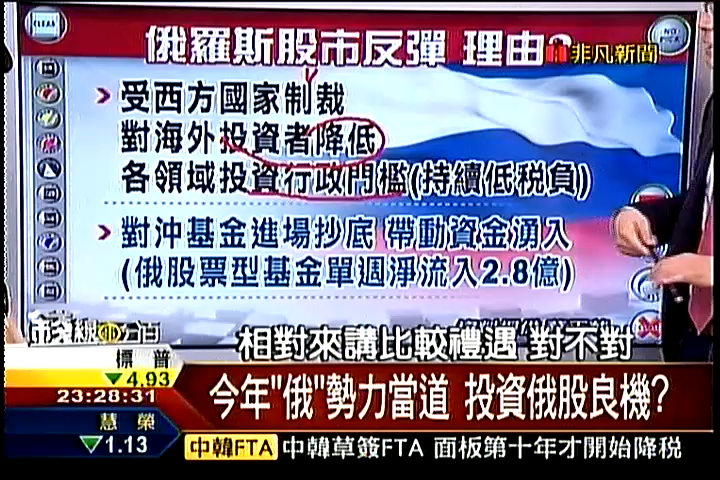 CLEAR
NO PICK
俄羅斯股市反彈 理由?
非凡新聞
受西方國家制裁
對海外投資者降低
各領域投資行政門檻(持續低稅負)
對沖基金進場抄底 帶動資金湧入
(俄股票型基金單週淨流入2.8億)
相對來講比較禮遇 對不對
標普
▼4.93
23:28:31
今年"俄"勢力當道 投資俄股良機?
慧榮
▽1.13
中韓FTA 中韓草簽FTA 面板第十年才開始降稅